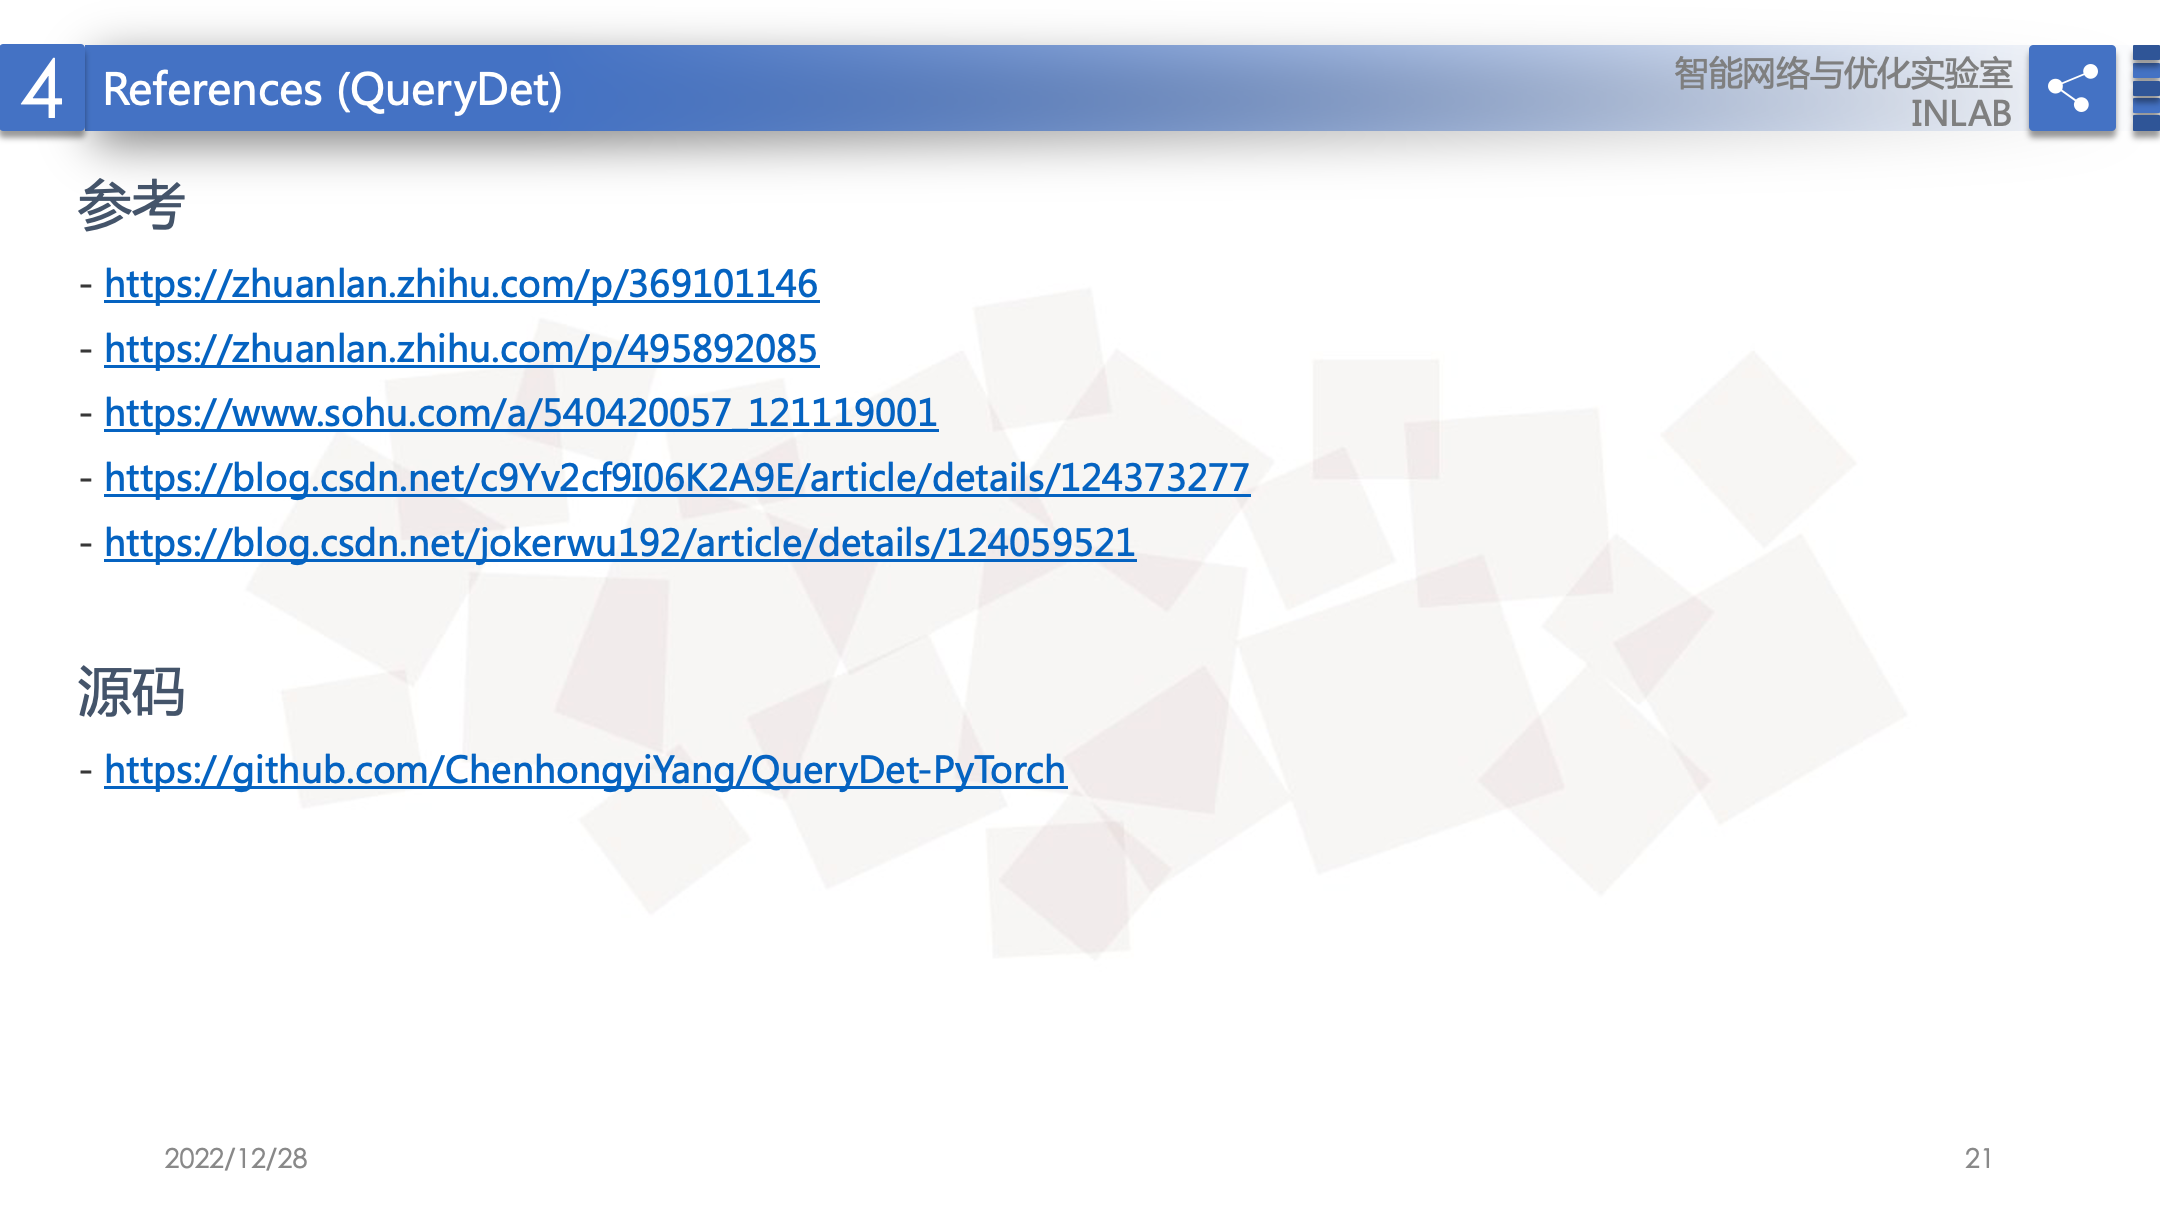 4
References (QueryDet)
智能网络与优化实验室
INLAB
参考
- https://zhuanlan.zhihu.com/p/369101146
- https://zhuanlan.zhihu.com/p/495892085
- https://www.sohu.com/a/540420057_121119001
- https://blog.csdn.net/c9Yv2cf9I06K2A9E/article/details/124373277
- https://blog.csdn.net/jokerwu192/article/details/124059521
源码
- https://github.com/ChenhongyiYang/QueryDet-PyTorch
2022/12/28
21